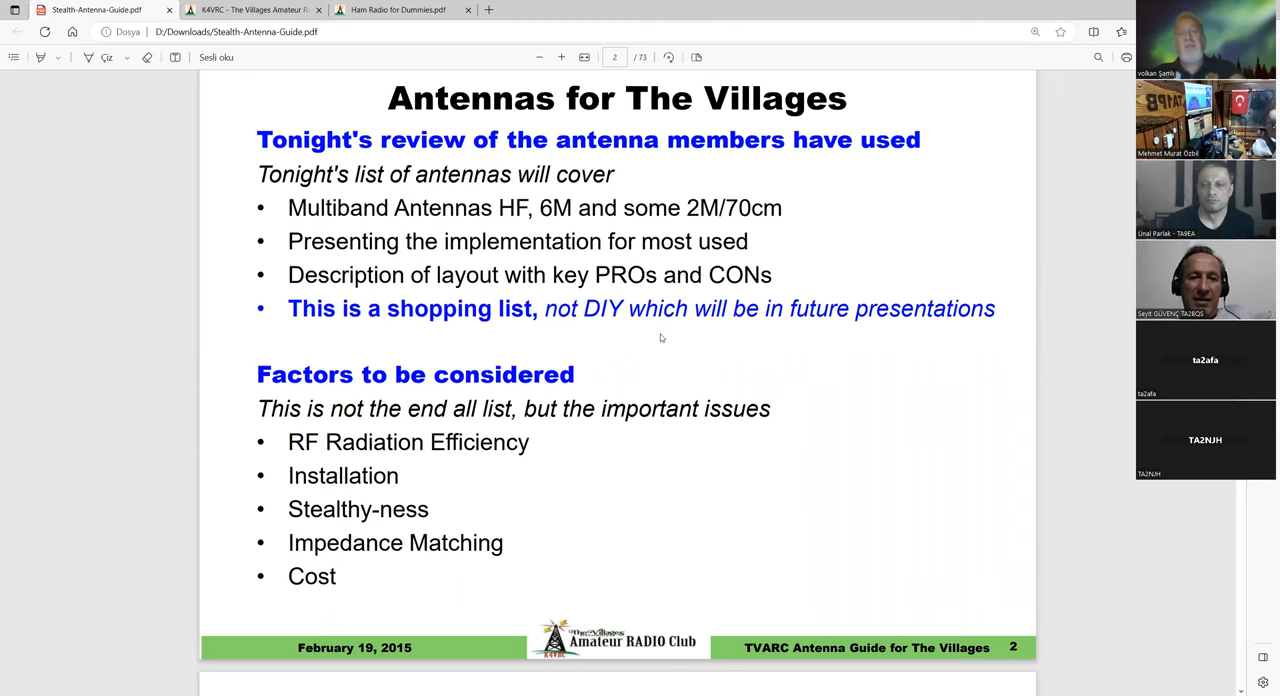 Stealth-Antenna-Guide.pdf
K4VRC - The Villages Amateur R
Ham Radio for Dummies.pdf
Dosya
D:/Downloads/Stealth-Antenna-Guide.pdf
Çiz
Sesli oku
2
/ 73
Antennas for The Villages
Tonight's review of the antenna members have used
Tonight's list of antennas will cover
• Multiband Antennas HF, 6M and some 2M/70cm
• Presenting the implementation for most used
• Description of layout with key PROs and CONs
• This is a shopping list, not DIY which will be in future presentations
Factors to be considered
This is not the end all list, but the important issues
• RF Radiation Efficiency
• Installation
• Stealthy-ness
• Impedance Matching
• Cost
February 19, 2015
The Villages
Amateur RADIO Club
K4VRC
TVARC Antenna Guide for The Villages 2
volkan Şamlı
TA1PB
Mehmet Murat Özbil
Ünal Parlak - TA9EA
Seyit GÜVENÇ TA2BQS
ta2afa
ta2afa
TA2NJH
TA2NJH